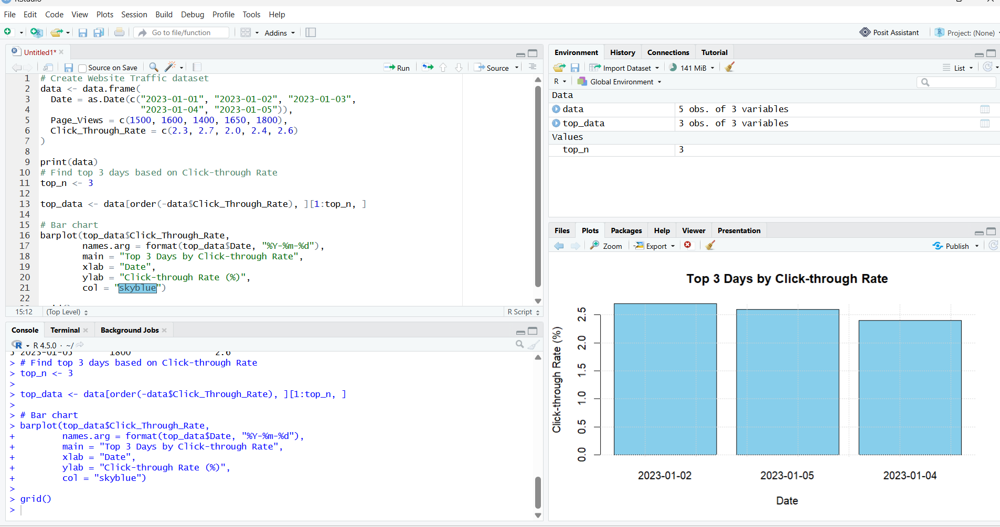 RStudio
File Edit Code View Plots Session Build Debug Profile Tools Help
Go to file/function Addins Posit Assistant Project: (None)
Untitled1*
Source on Save Run Source
1 # Create Website Traffic dataset
2 data <- data.frame(
3 Date = as.Date(c("2023-01-01", "2023-01-02", "2023-01-03",
4 "2023-01-04", "2023-01-05")),
5 Page_Views = c(1500, 1600, 1400, 1650, 1800),
6 Click_Through_Rate = c(2.3, 2.7, 2.0, 2.4, 2.6)
7 )
8
9 print(data)
10 # Find top 3 days based on Click-through Rate
11 top_n <- 3
12
13 top_data <- data[order(-data$Click_Through_Rate), ][1:top_n, ]
14
15 # Bar chart
16 barplot(top_data$Click_Through_Rate,
17 names.arg = format(top_data$Date, "%Y-%m-%d"),
18 main = "Top 3 Days by Click-through Rate",
19 xlab = "Date",
20 ylab = "Click-through Rate (%)",
21 col = "skyblue")
22
15:12 (Top Level) R Script
Console Terminal Background Jobs
R 4.5.0 · ~/
5 2023-01-05 1800 2.6
> # Find top 3 days based on Click-through Rate
> top_n <- 3
>
> top_data <- data[order(-data$Click_Through_Rate), ][1:top_n, ]
>
> # Bar chart
> barplot(top_data$Click_Through_Rate,
+ names.arg = format(top_data$Date, "%Y-%m-%d"),
+ main = "Top 3 Days by Click-through Rate",
+ xlab = "Date",
+ ylab = "Click-through Rate (%)",
+ col = "skyblue")
>
> grid()
>
Environment History Connections Tutorial
Import Dataset 141 MiB List
R Global Environment
Data
data 5 obs. of 3 variables
top_data 3 obs. of 3 variables
Values
top_n 3
Files Plots Packages Help Viewer Presentation
Zoom Export Publish
Top 3 Days by Click-through Rate
Click-through Rate (%)
2.5
2.0
1.5
1.0
0.5
0.0
2023-01-02 2023-01-05 2023-01-04
Date